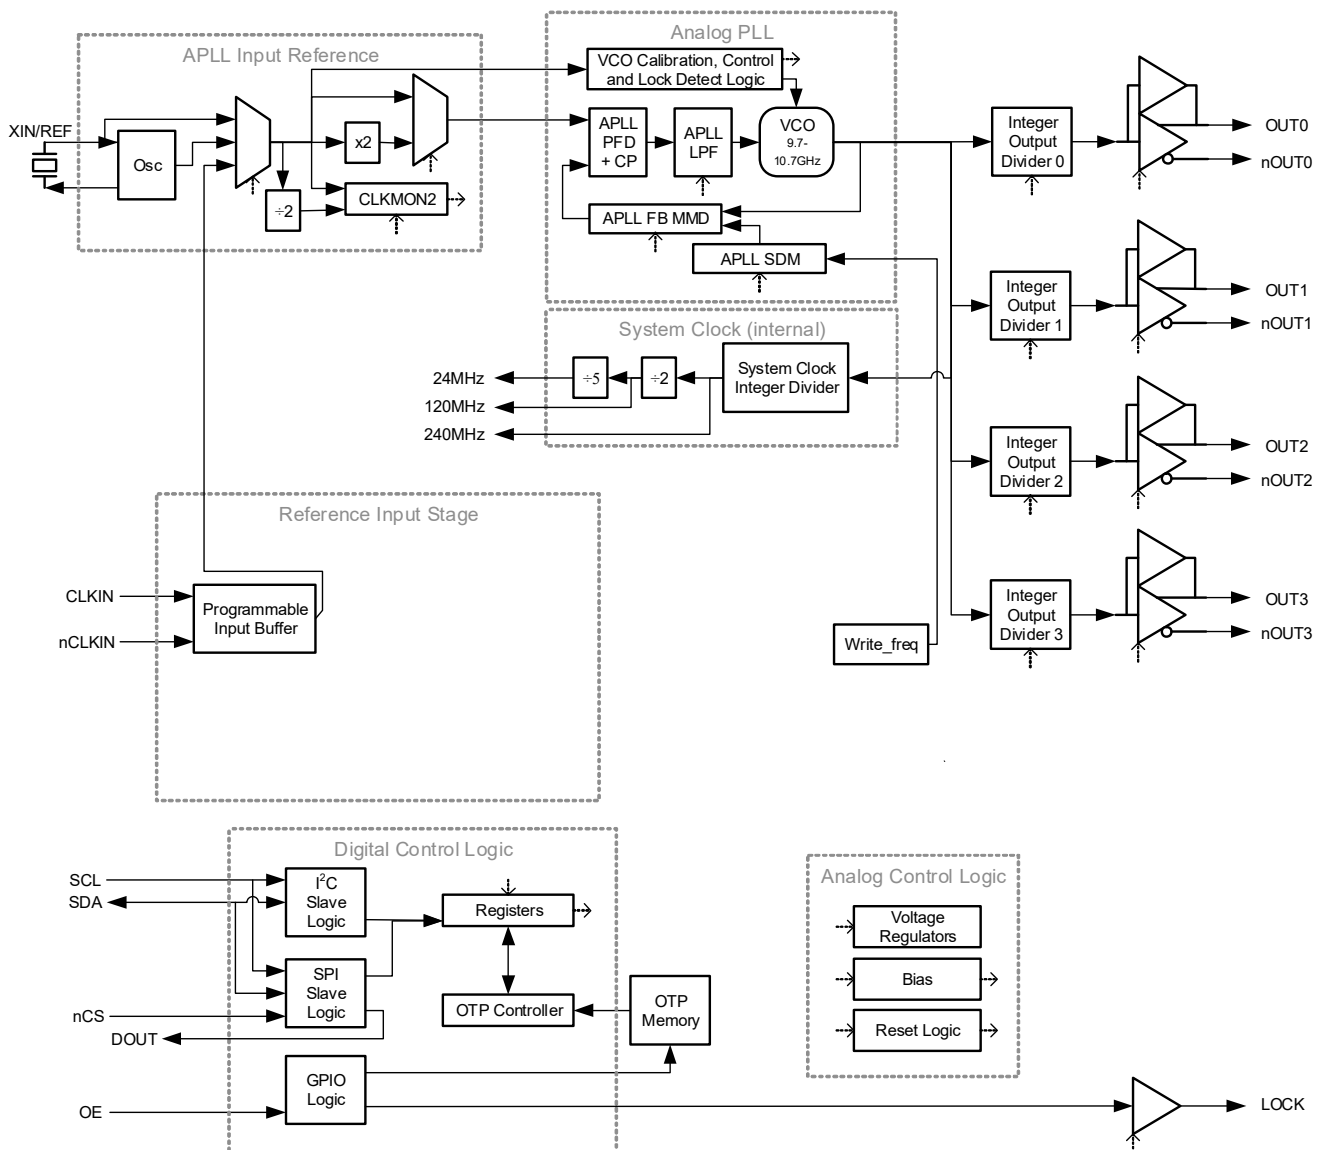 APLL Input Reference
XIN/REF
Osc
x2
÷2
CLKMON2
Analog PLL
VCO Calibration, Control
and Lock Detect Logic
APLL
PFD
+ CP
APLL
LPF
VCO
9.7-
10.7GHz
APLL FB MMD
APLL SDM
Integer
Output
Divider 0
OUT0
nOUT0
Integer
Output
Divider 1
OUT1
nOUT1
System Clock (internal)
24MHz
120MHz
240MHz
÷5
÷2
System Clock
Integer Divider
Integer
Output
Divider 2
OUT2
nOUT2
Reference Input Stage
CLKIN
nCLKIN
Programmable
Input Buffer
Write_freq
Integer
Output
Divider 3
OUT3
nOUT3
Digital Control Logic
SCL
SDA
I²C
Slave
Logic
Registers
SPI
Slave
Logic
nCS
DOUT
OTP Controller
OTP
Memory
GPIO
Logic
OE
Analog Control Logic
Voltage
Regulators
Bias
Reset Logic
LOCK